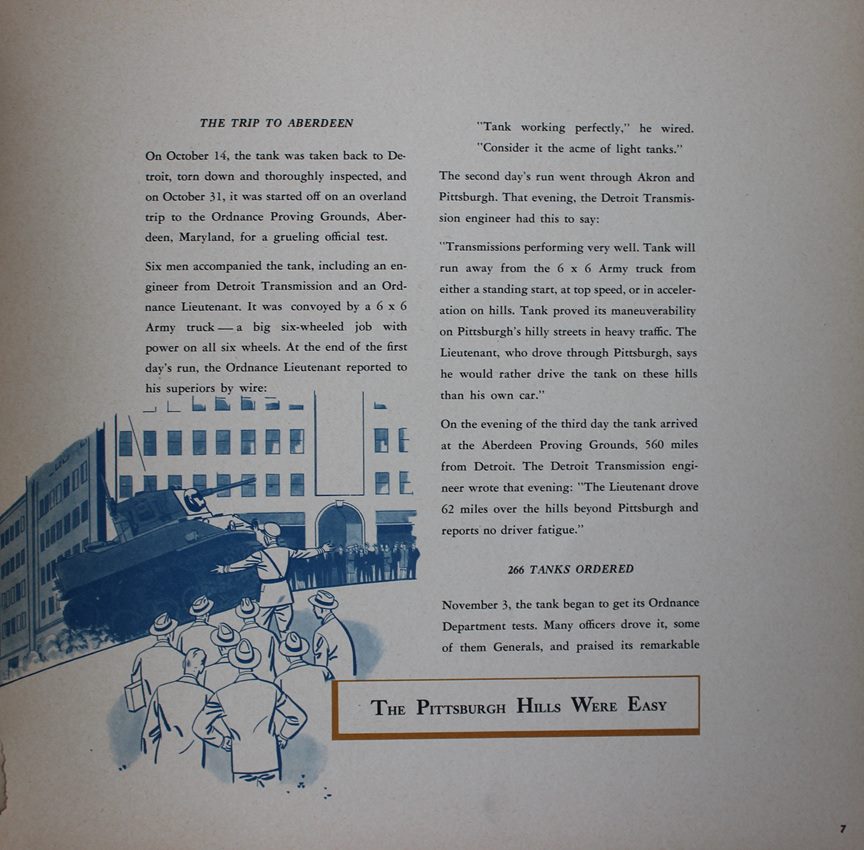 THE TRIP TO ABERDEEN
On October 14, the tank was taken back to De-
troit, torn down and thoroughly inspected, and
on October 31, it was started off on an overland
trip to the Ordnance Proving Grounds, Aber-
deen, Maryland, for a grueling official test.
Six men accompanied the tank, including an en-
gineer from Detroit Transmission and an Ord-
nance Lieutenant. It was convoyed by a 6 x 6
Army truck — a big six-wheeled job with
power on all six wheels. At the end of the first
day's run, the Ordnance Lieutenant reported to
his superiors by wire:
"Tank working perfectly," he wired.
"Consider it the acme of light tanks."
The second day's run went through Akron and
Pittsburgh. That evening, the Detroit Transmis-
sion engineer had this to say:
"Transmissions performing very well. Tank will
run away from the 6 x 6 Army truck from
either a standing start, at top speed, or in acceler-
ation on hills. Tank proved its maneuverability
on Pittsburgh's hilly streets in heavy traffic. The
Lieutenant, who drove through Pittsburgh, says
he would rather drive the tank on these hills
than his own car."
On the evening of the third day the tank arrived
at the Aberdeen Proving Grounds, 560 miles
from Detroit. The Detroit Transmission engi-
neer wrote that evening: "The Lieutenant drove
62 miles over the hills beyond Pittsburgh and
reports no driver fatigue."
266 TANKS ORDERED
November 3, the tank began to get its Ordnance
Department tests. Many officers drove it, some
of them Generals, and praised its remarkable
The Pittsburgh Hills Were Easy
7